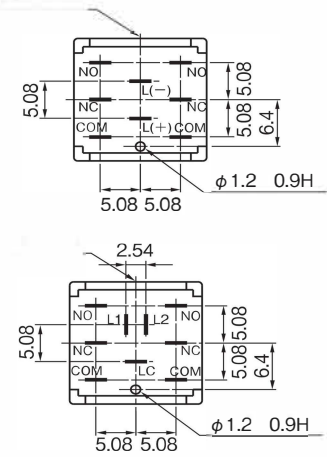 NO NO
L(−)
5.08 5.08
NC NC
L(+)
COM COM
5.08 6.4
φ1.2 0.9H
5.08 5.08
2.54
NO L1 L2 NO
5.08 5.08
NC NC
COM LC COM
5.08 6.4
φ1.2 0.9H
5.08 5.08